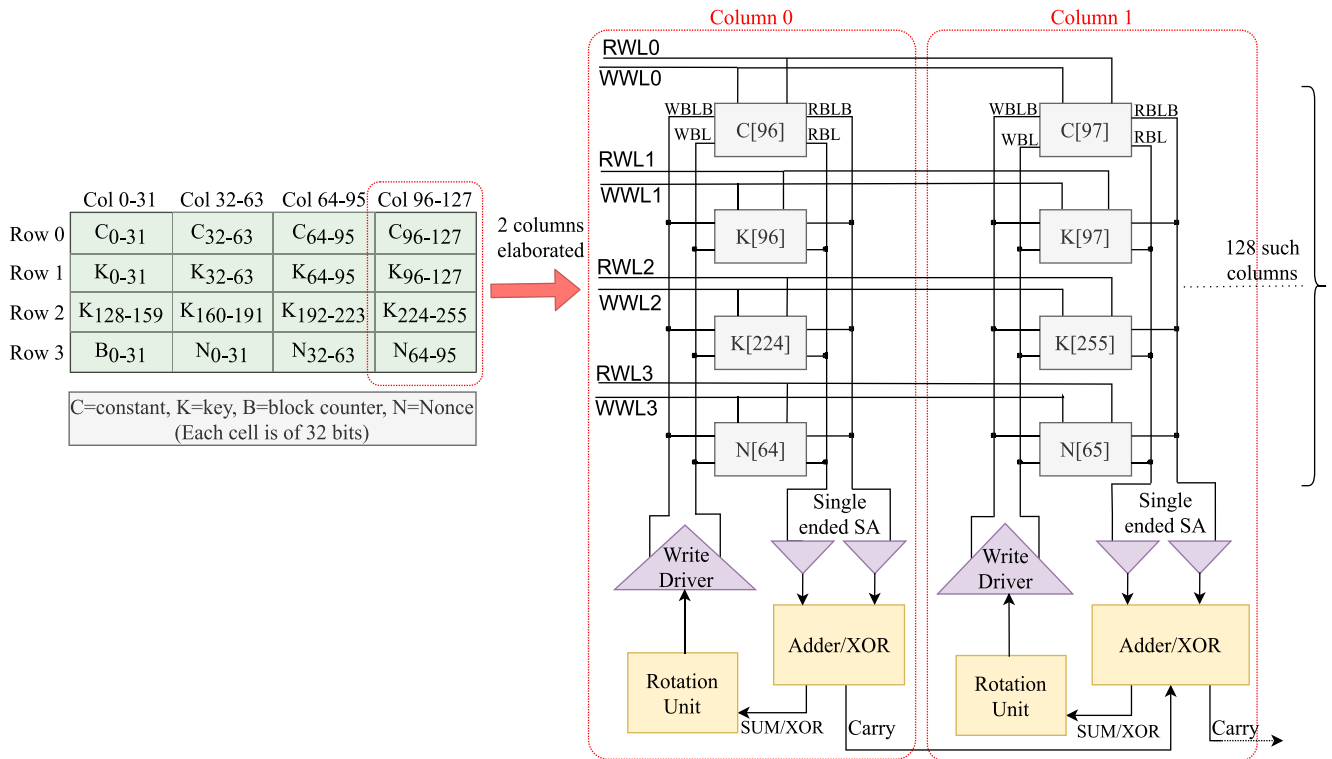 Column 0
Column 1
RWL0
WWL0
WBLB
C[96]
RBLB
WBL
RBL
WBLB
C[97]
RBLB
WBL
RBL
RWL1
WWL1
K[96]
K[97]
RWL2
WWL2
K[224]
K[255]
RWL3
WWL3
N[64]
N[65]
128 such
columns
Col 0-31 Col 32-63 Col 64-95 Col 96-127
Row 0 C0-31 C32-63 C64-95 C96-127
Row 1 K0-31 K32-63 K64-95 K96-127
Row 2 K128-159 K160-191 K192-223 K224-255
Row 3 B0-31 N0-31 N32-63 N64-95
C=constant, K=key, B=block counter, N=Nonce
(Each cell is of 32 bits)
2 columns
elaborated
Single
ended SA
Write
Driver
Adder/XOR
Rotation
Unit
SUM/XOR
Carry
Single
ended SA
Write
Driver
Adder/XOR
Rotation
Unit
SUM/XOR
Carry